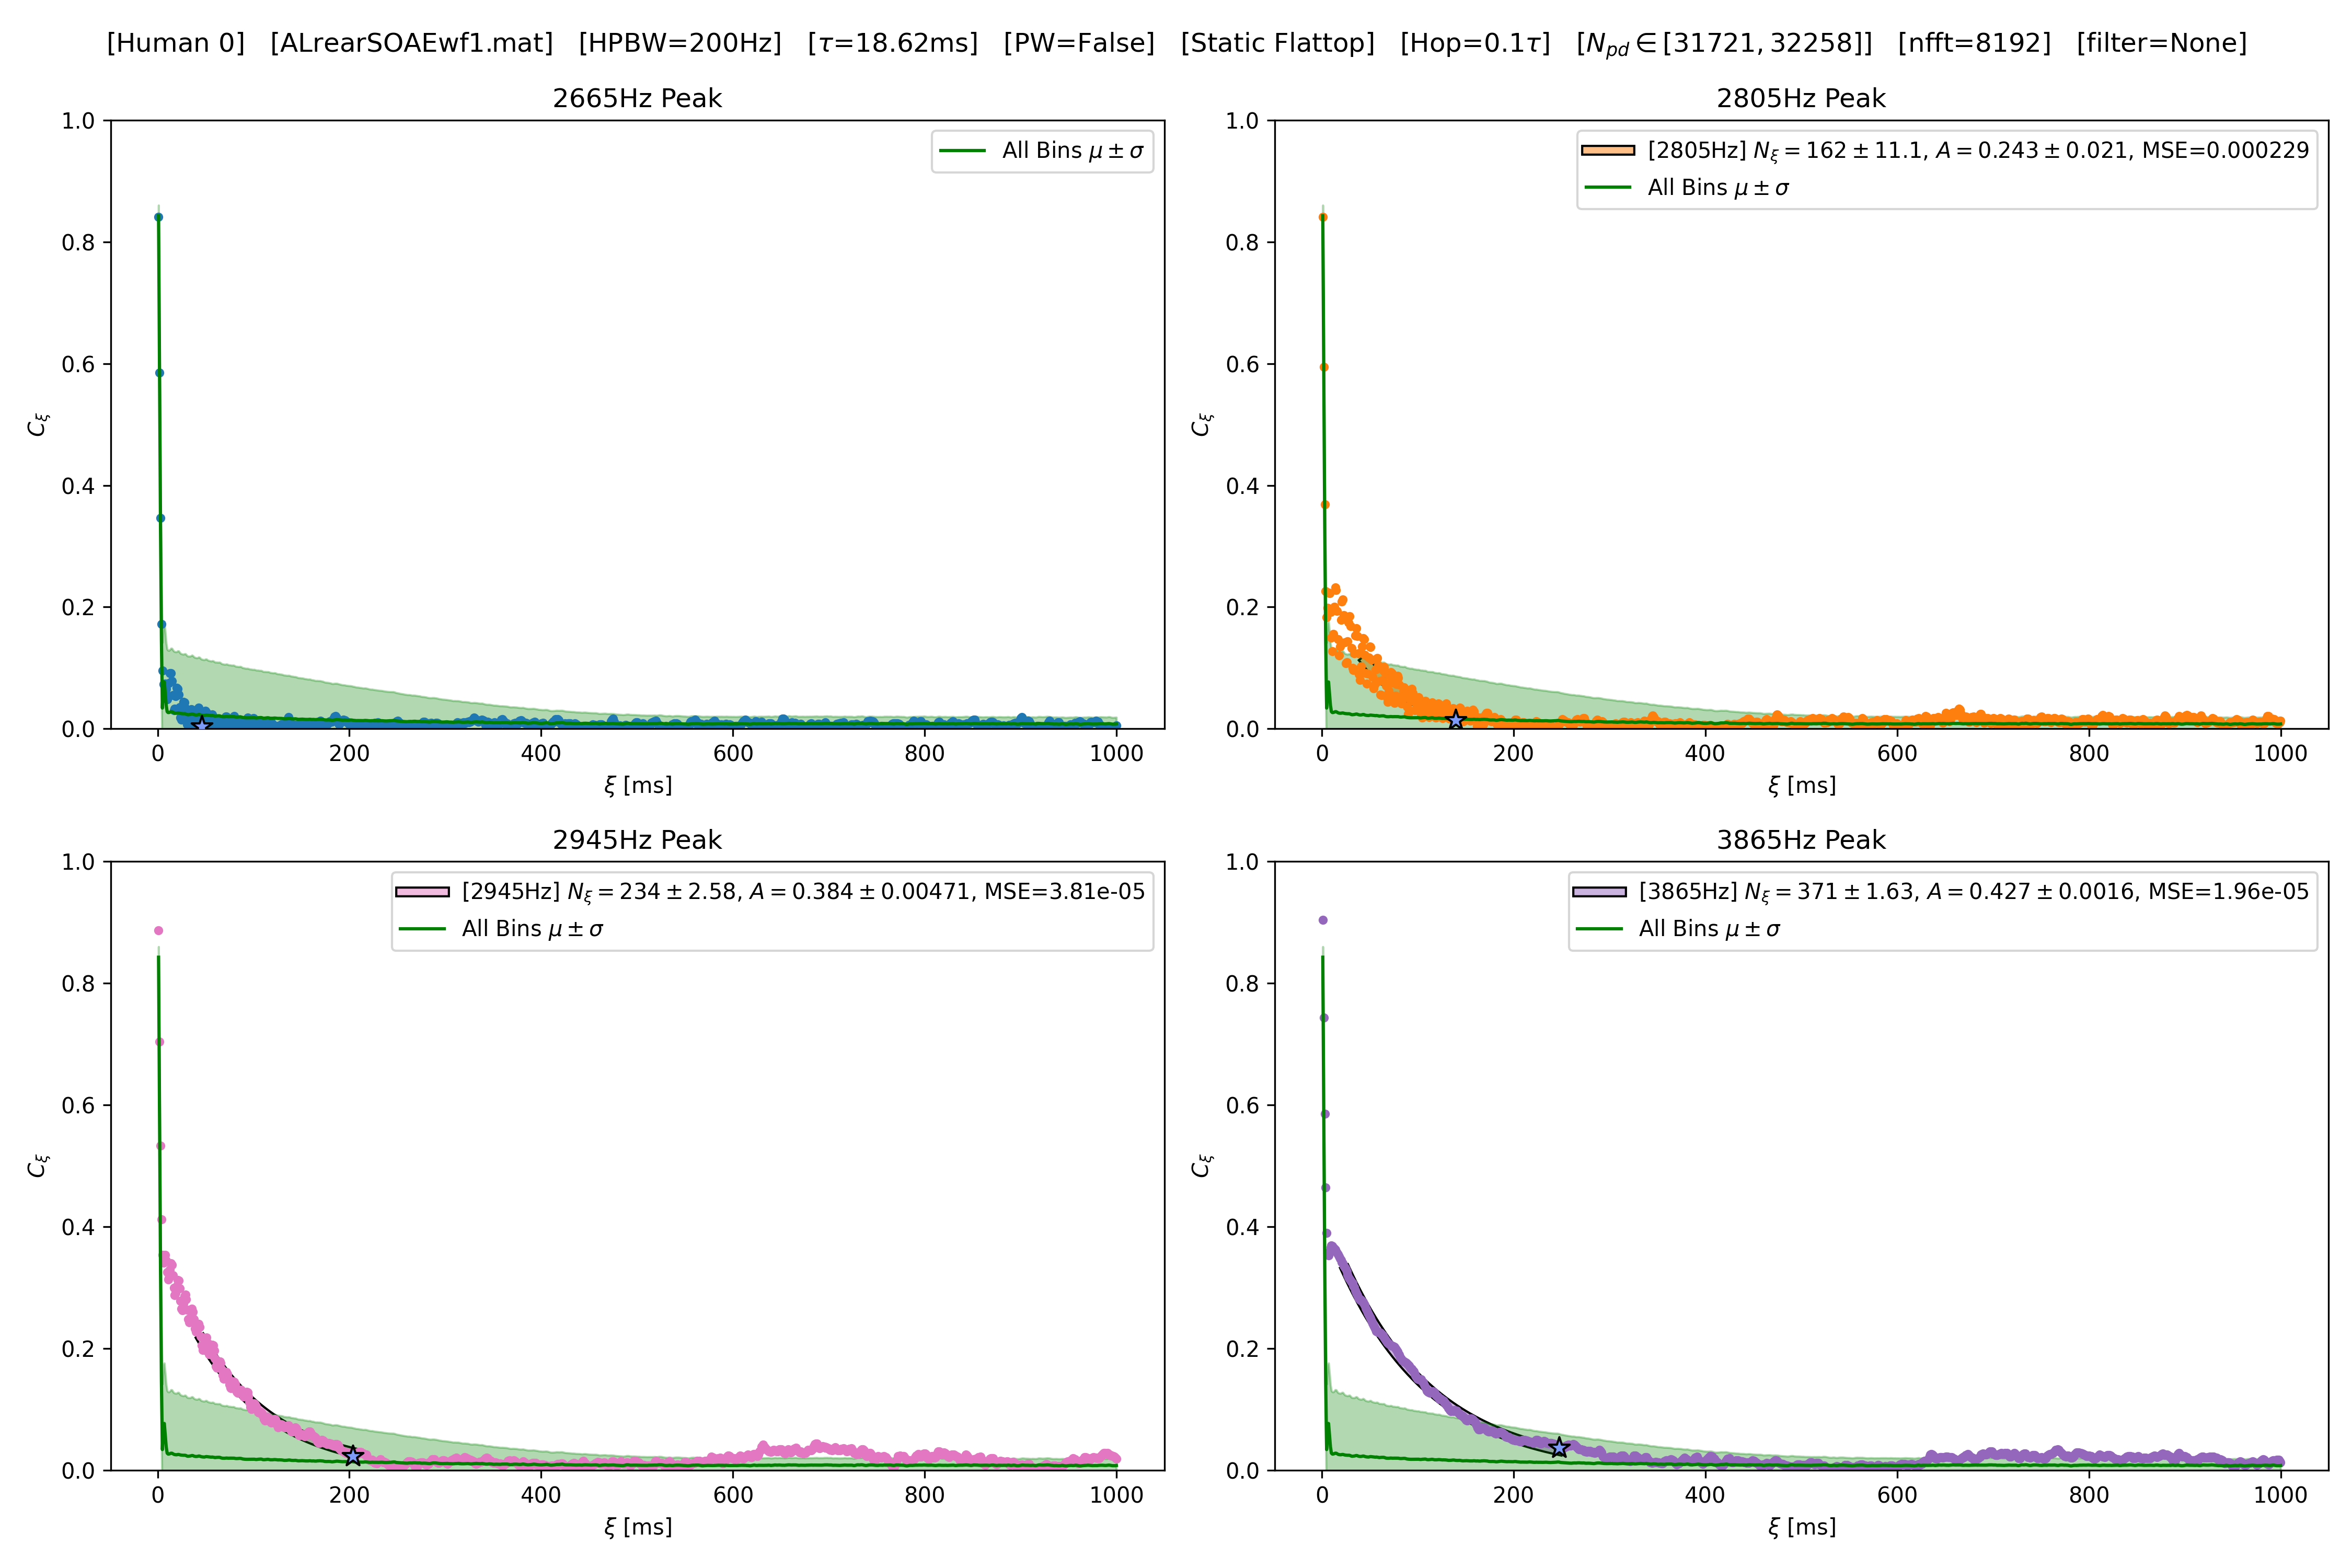 [Human 0] [ALrearSOAEwf1.mat] [HPBW=200Hz] [τ=18.62ms] [PW=False] [Static Flattop] [Hop=0.1τ] [N_pd ∈ [31721, 32258]] [nfft=8192] [filter=None]
2665Hz Peak
1.0
0.8
0.6
0.4
0.2
0.0
C_ξ
All Bins μ ± σ
0 200 400 600 800 1000
ξ [ms]
2805Hz Peak
1.0
0.8
0.6
0.4
0.2
0.0
C_ξ
[2805Hz] N_ξ = 162 ± 11.1, A = 0.243 ± 0.021, MSE=0.000229
All Bins μ ± σ
0 200 400 600 800 1000
ξ [ms]
2945Hz Peak
1.0
0.8
0.6
0.4
0.2
0.0
C_ξ
[2945Hz] N_ξ = 234 ± 2.58, A = 0.384 ± 0.00471, MSE=3.81e-05
All Bins μ ± σ
0 200 400 600 800 1000
ξ [ms]
3865Hz Peak
1.0
0.8
0.6
0.4
0.2
0.0
C_ξ
[3865Hz] N_ξ = 371 ± 1.63, A = 0.427 ± 0.0016, MSE=1.96e-05
All Bins μ ± σ
0 200 400 600 800 1000
ξ [ms]